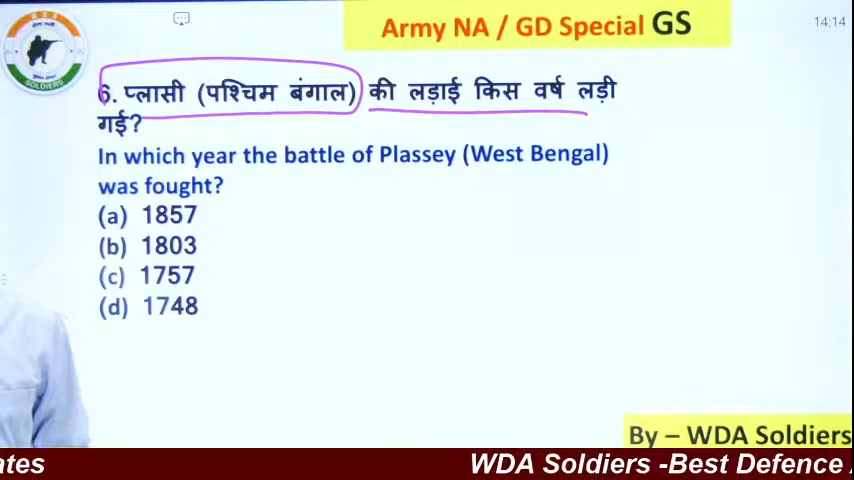 Army NA / GD Special GS
14:14
SOLDIERS
6. प्लासी (पश्चिम बंगाल) की लड़ाई किस वर्ष लड़ी
गई?
In which year the battle of Plassey (West Bengal)
was fought?
(a) 1857
(b) 1803
(c) 1757
(d) 1748
By – WDA Soldiers
ates
WDA Soldiers -Best Defence